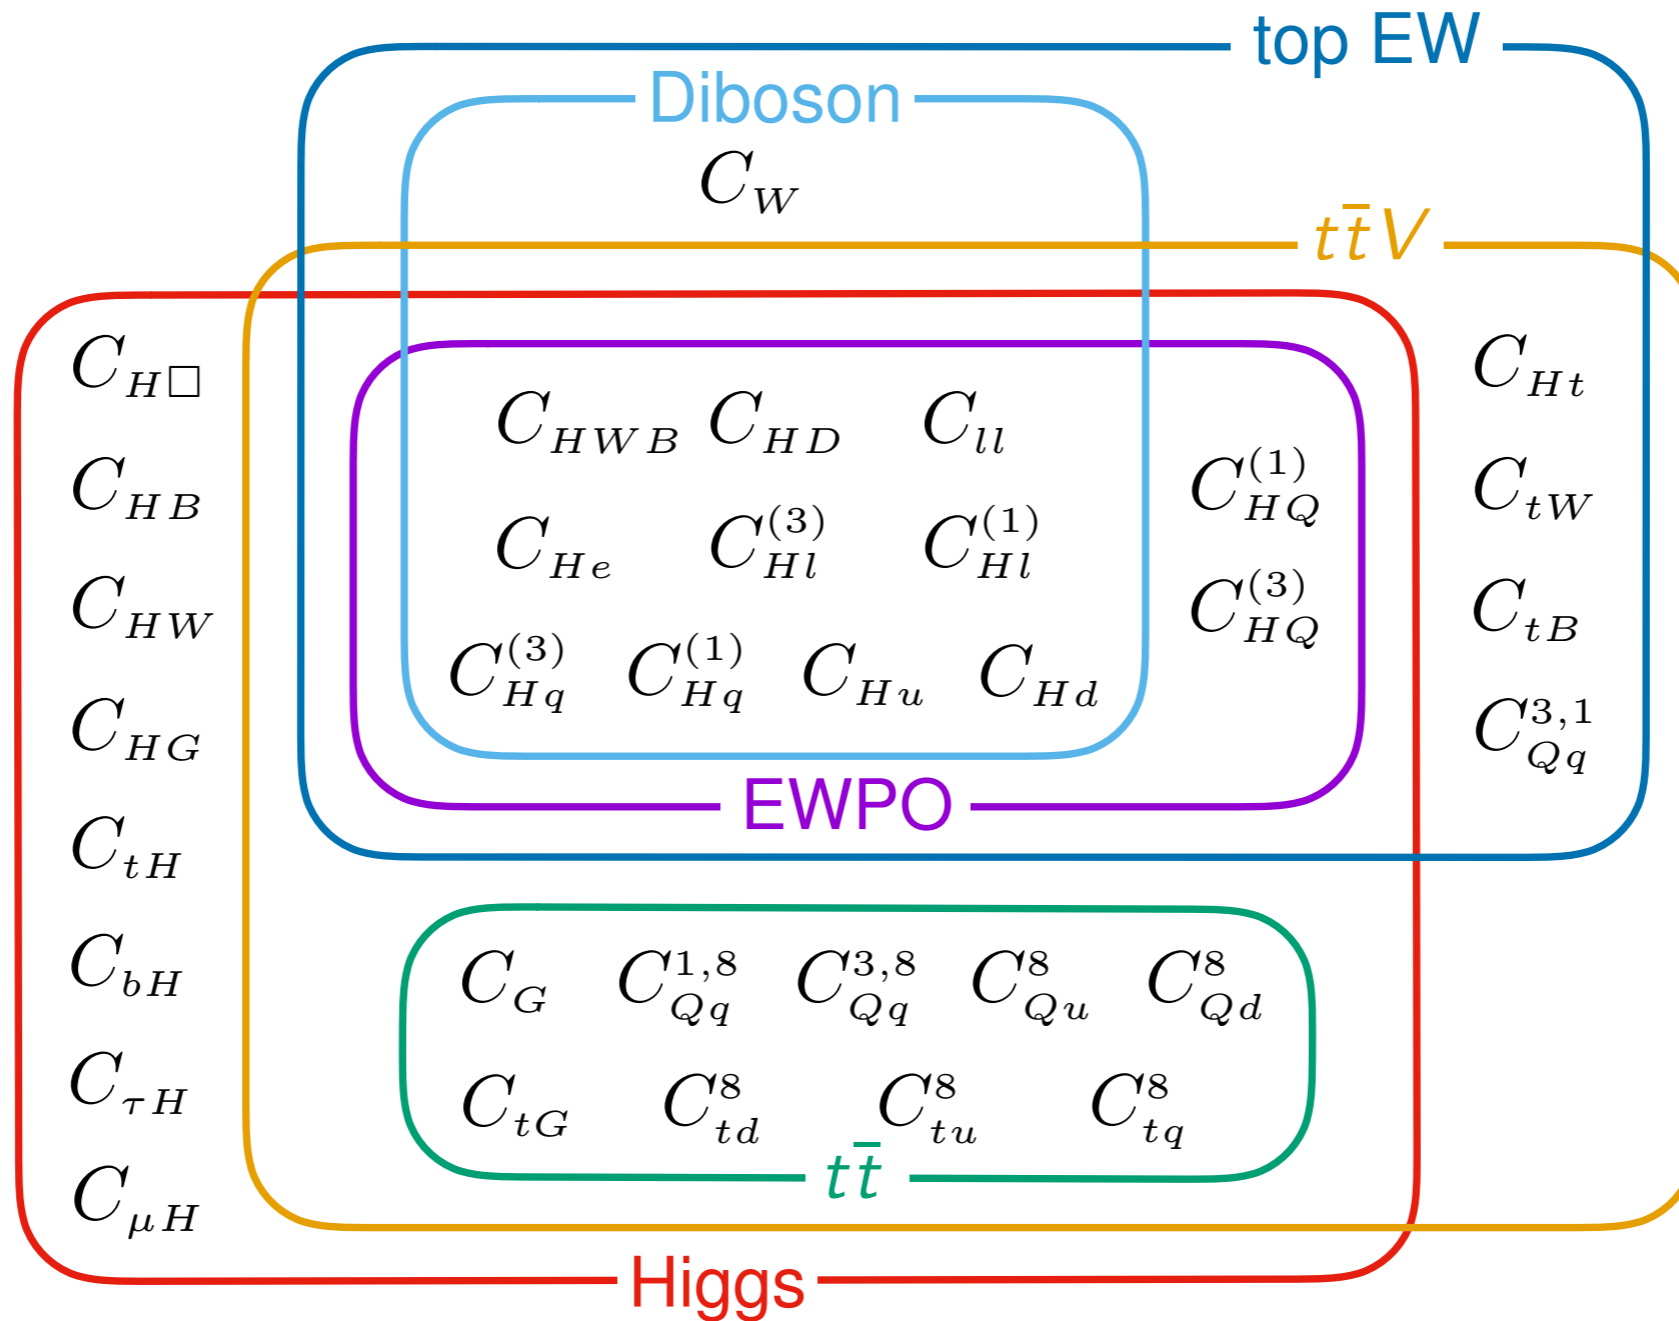 top EW
Diboson
C_W
t\bar{t}V
C_{H□} C_{HWB} C_{HD} C_{ll} C_{Ht}
C_{HB} C_{HQ}^{(1)} C_{tW}
C_{He} C_{Hl}^{(3)} C_{Hl}^{(1)}
C_{HW} C_{HQ}^{(3)} C_{tB}
C_{Hq}^{(3)} C_{Hq}^{(1)} C_{Hu} C_{Hd}
C_{HG} C_{Qq}^{3,1}
EWPO
C_{tH}
C_{bH} C_G C_{Qq}^{1,8} C_{Qq}^{3,8} C_{Qu}^{8} C_{Qd}^{8}
C_{τH} C_{tG} C_{td}^{8} C_{tu}^{8} C_{tq}^{8}
t\bar{t}
C_{μH}
Higgs